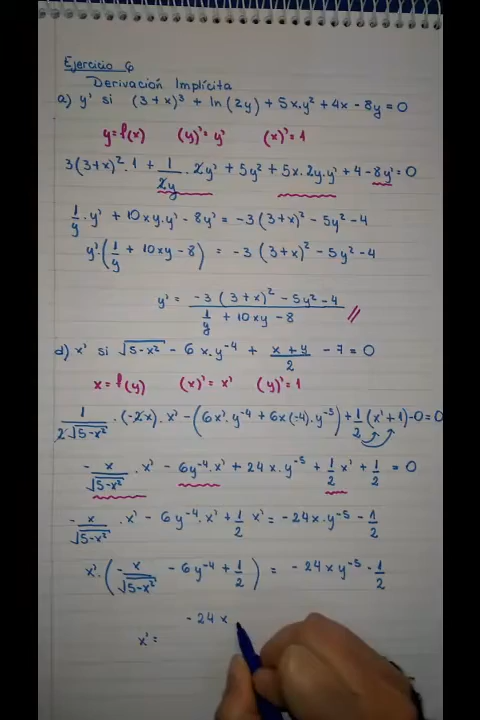 Ejercicio 6
Derivación Implícita
a) y' si (3+x)³ + ln(2y) + 5x.y² + 4x - 8y = 0
y = f(x) (y)' = y' (x)' = 1
3(3+x)².1 + 1/2y . 2y' + 5y² + 5x.2y.y' + 4 - 8y' = 0
1/y . y' + 10xy.y' - 8y' = -3(3+x)² - 5y² - 4
y'.(1/y + 10xy - 8) = -3(3+x)² - 5y² - 4
y' = (-3(3+x)² - 5y² - 4)/(1/y + 10xy - 8) //
d) x' si √(5-x²) - 6x.y⁻⁴ + (x+y)/2 - 7 = 0
x = f(y) (x)' = x' (y)' = 1
1/(2√(5-x²)) . (-2x).x' - (6x'.y⁻⁴ + 6x(-4).y⁻⁵) + 1/2(x'+1) - 0 = 0
-x/√(5-x²) . x' - 6y⁻⁴.x' + 24x.y⁻⁵ + 1/2 x' + 1/2 = 0
-x/√(5-x²) . x' - 6y⁻⁴.x' + 1/2 x' = -24x.y⁻⁵ - 1/2
x'.(-x/√(5-x²) - 6y⁻⁴ + 1/2) = -24xy⁻⁵ - 1/2
x' = -24x